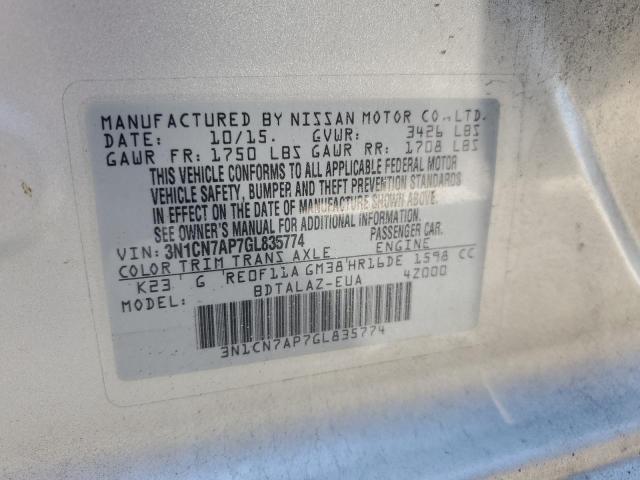 MANUFACTURED BY NISSAN MOTOR CO.,LTD.
DATE: 10/15. GVWR: 3426 LBS
GAWR FR: 1750 LBS GAWR RR: 1708 LBS
THIS VEHICLE CONFORMS TO ALL APPLICABLE FEDERAL MOTOR
VEHICLE SAFETY, BUMPER AND THEFT PREVENTION STANDARDS
IN EFFECT ON THE DATE OF MANUFACTURE SHOWN ABOVE.
SEE OWNER'S MANUAL FOR ADDITIONAL INFORMATION.
VIN: 3N1CN7AP7GL835774 PASSENGER CAR.
COLOR TRIM TRANS AXLE ENGINE
K23 G RE0F11A GM38 HR16DE 1598 CC
MODEL: BDTALAZ-EUA 42000
3N1CN7AP7GL835774